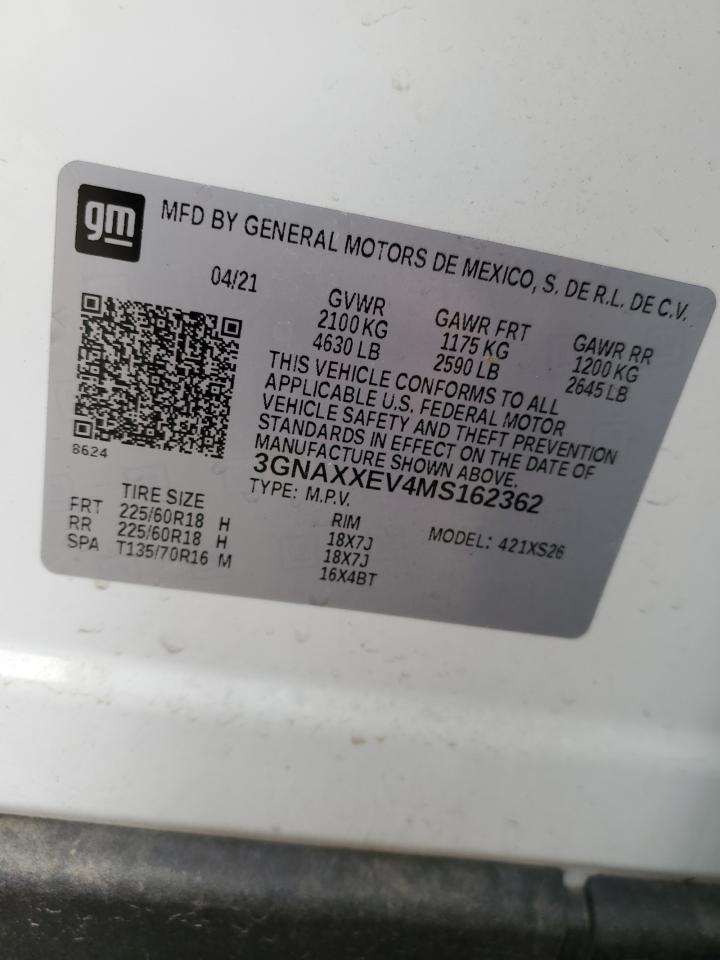 gm
MFD BY GENERAL MOTORS DE MEXICO, S. DE R.L. DE C.V.
04/21
GVWR GAWR FRT GAWR RR
2100 KG 1175 KG 1200 KG
4630 LB 2590 LB 2645 LB
THIS VEHICLE CONFORMS TO ALL
APPLICABLE U.S. FEDERAL MOTOR
VEHICLE SAFETY AND THEFT PREVENTION
STANDARDS IN EFFECT ON THE DATE OF
MANUFACTURE SHOWN ABOVE.
8624
3GNAXXEV4MS162362
TYPE: M.P.V. MODEL: 421XS26
TIRE SIZE RIM
FRT 225/60R18 H 18X7J
RR 225/60R18 H 18X7J
SPA T135/70R16 M 16X4BT